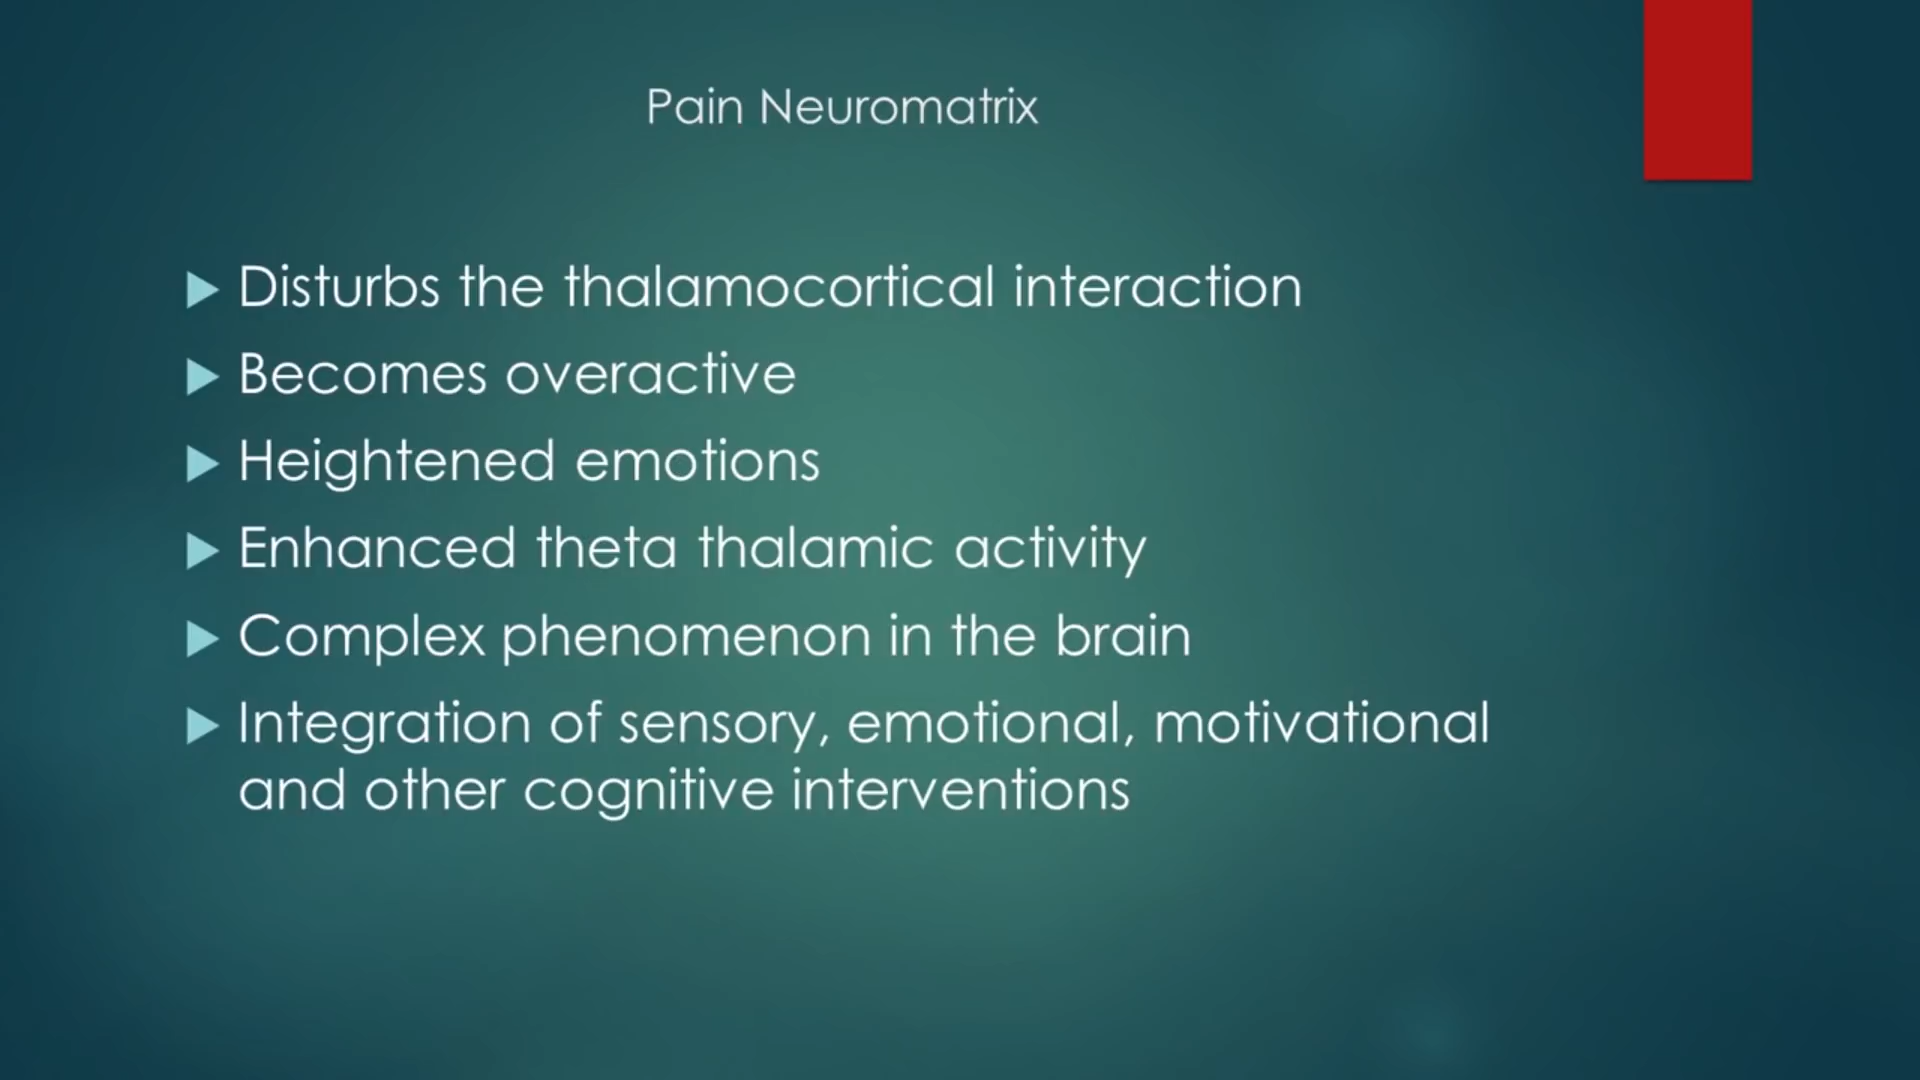 Pain Neuromatrix
Disturbs the thalamocortical interaction
Becomes overactive
Heightened emotions
Enhanced theta thalamic activity
Complex phenomenon in the brain
Integration of sensory, emotional, motivational
and other cognitive interventions